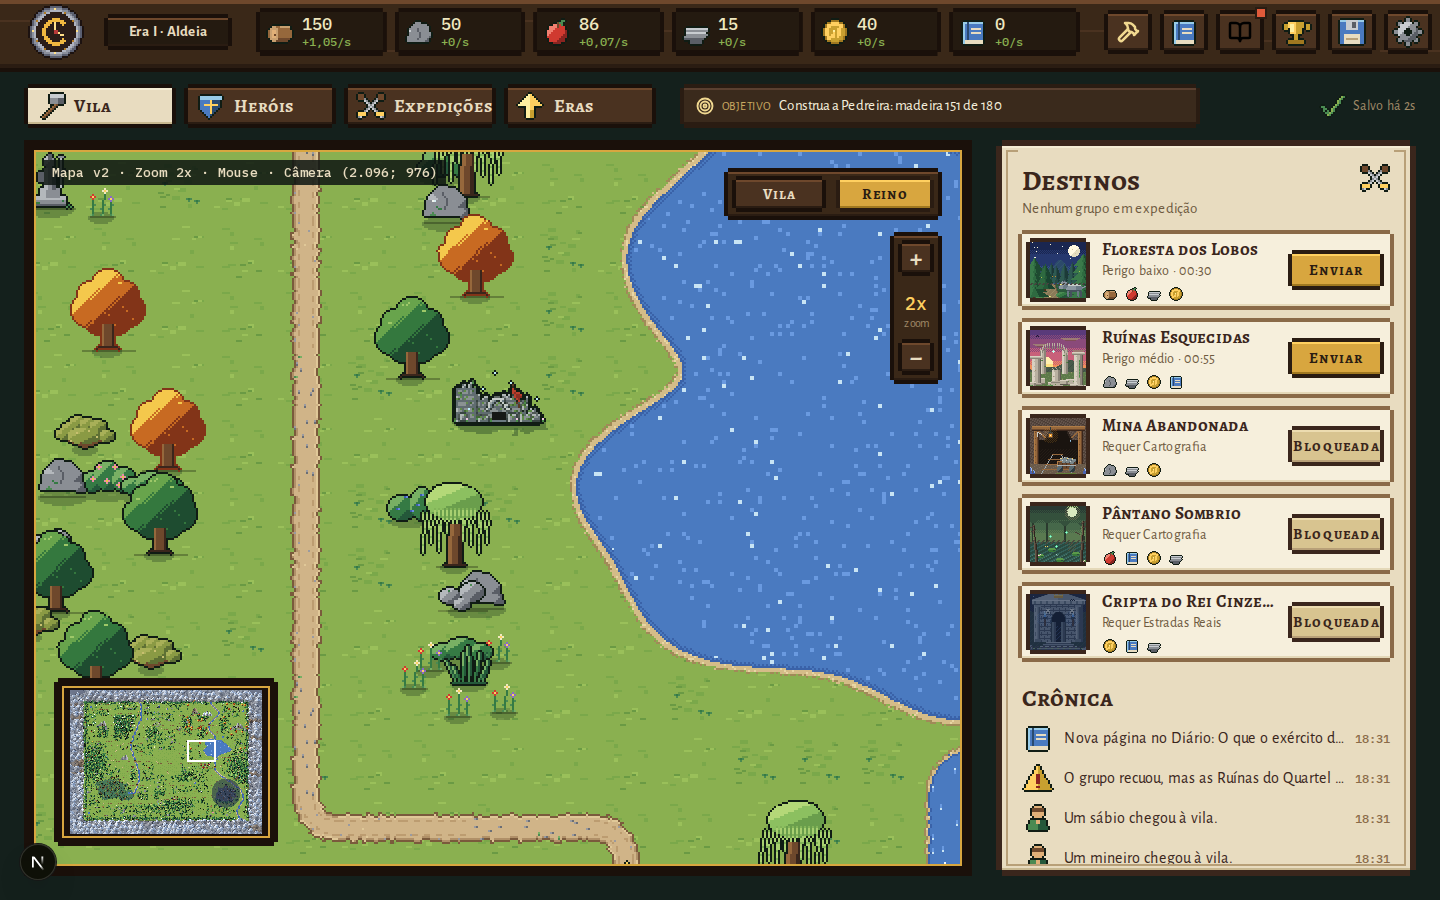 Era I · Aldeia
150
+1,05/s
50
+0/s
86
+0,07/s
15
+0/s
40
+0/s
0
+0/s
Vila
Heróis
Expedições
Eras
OBJETIVO Construa a Pedreira: madeira 151 de 180
Salvo há 2s
Mapa v2 · Zoom 2x · Mouse · Câmera (2.096; 976)
Vila
Reino
+
2x
zoom
−
Destinos
Nenhum grupo em expedição
Floresta dos Lobos
Perigo baixo · 00:30
Enviar
Ruínas Esquecidas
Perigo médio · 00:55
Enviar
Mina Abandonada
Requer Cartografia
Bloqueada
Pântano Sombrio
Requer Cartografia
Bloqueada
Cripta do Rei Cinze...
Requer Estradas Reais
Bloqueada
Crônica
Nova página no Diário: O que o exército d... 18:31
O grupo recuou, mas as Ruínas do Quartel ... 18:31
Um sábio chegou à vila. 18:31
Um mineiro chegou à vila. 18:31
N